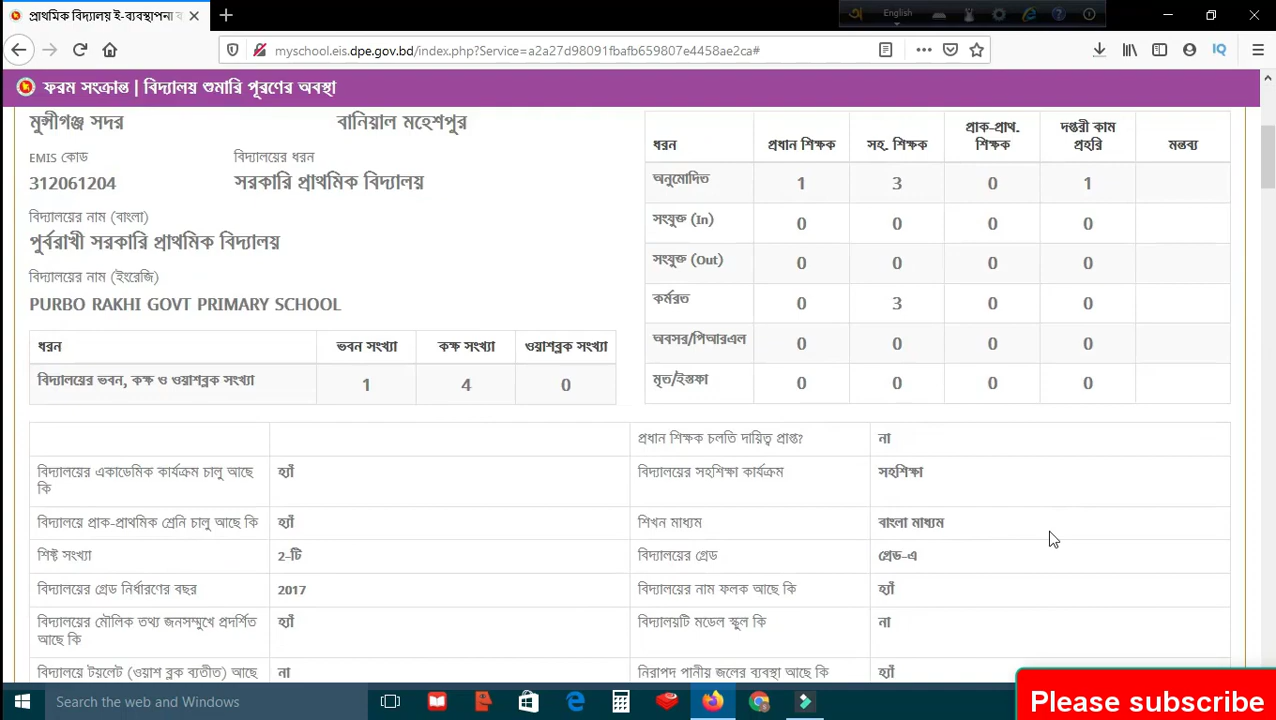 প্রাথমিক বিদ্যালয় ই-ব্যবস্থাপনা ব
English
myschool.eis.dpe.gov.bd/index.php?Service=a2a27d98091fbafb659807e4458ae2ca#
ফরম সংক্রান্ত | বিদ্যালয় শুমারি পূরণের অবস্থা
মুন্সীগঞ্জ সদর বানিয়াল মহেশপুর
EMIS কোড বিদ্যালয়ের ধরন
312061204 সরকারি প্রাথমিক বিদ্যালয়
বিদ্যালয়ের নাম (বাংলা)
পুর্বরাখী সরকারি প্রাথমিক বিদ্যালয়
বিদ্যালয়ের নাম (ইংরেজি)
PURBO RAKHI GOVT PRIMARY SCHOOL
ধরন ভবন সংখ্যা কক্ষ সংখ্যা ওয়াশব্লক সংখ্যা
বিদ্যালয়ের ভবন, কক্ষ ও ওয়াশব্লক সংখ্যা 1 4 0
ধরন প্রধান শিক্ষক সহ. শিক্ষক প্রাক-প্রাথ. শিক্ষক দপ্তরী কাম প্রহরি মন্তব্য
অনুমোদিত 1 3 0 1
সংযুক্ত (In) 0 0 0 0
সংযুক্ত (Out) 0 0 0 0
কর্মরত 0 3 0 0
অবসর/পিআরএল 0 0 0 0
মৃত/ইস্তফা 0 0 0 0
প্রধান শিক্ষক চলতি দায়িত্ব প্রাপ্ত? না
বিদ্যালয়ের একাডেমিক কার্যক্রম চালু আছে কি হ্যাঁ বিদ্যালয়ের সহশিক্ষা কার্যক্রম সহশিক্ষা
বিদ্যালয়ে প্রাক-প্রাথমিক শ্রেনি চালু আছে কি হ্যাঁ শিখন মাধ্যম বাংলা মাধ্যম
শিফ্ট সংখ্যা 2-টি বিদ্যালয়ের গ্রেড গ্রেড-এ
বিদ্যালয়ের গ্রেড নির্ধারণের বছর 2017 বিদ্যালয়ের নাম ফলক আছে কি হ্যাঁ
বিদ্যালয়ের মৌলিক তথ্য জনসম্মুখে প্রদর্শিত আছে কি হ্যাঁ বিদ্যালয়টি মডেল স্কুল কি না
বিদ্যালয়ে টয়লেট (ওয়াশ ব্লক ব্যতীত) আছে না নিরাপদ পানীয় জলের ব্যবস্থা আছে কি হ্যাঁ
Search the web and Windows
Please subscribe